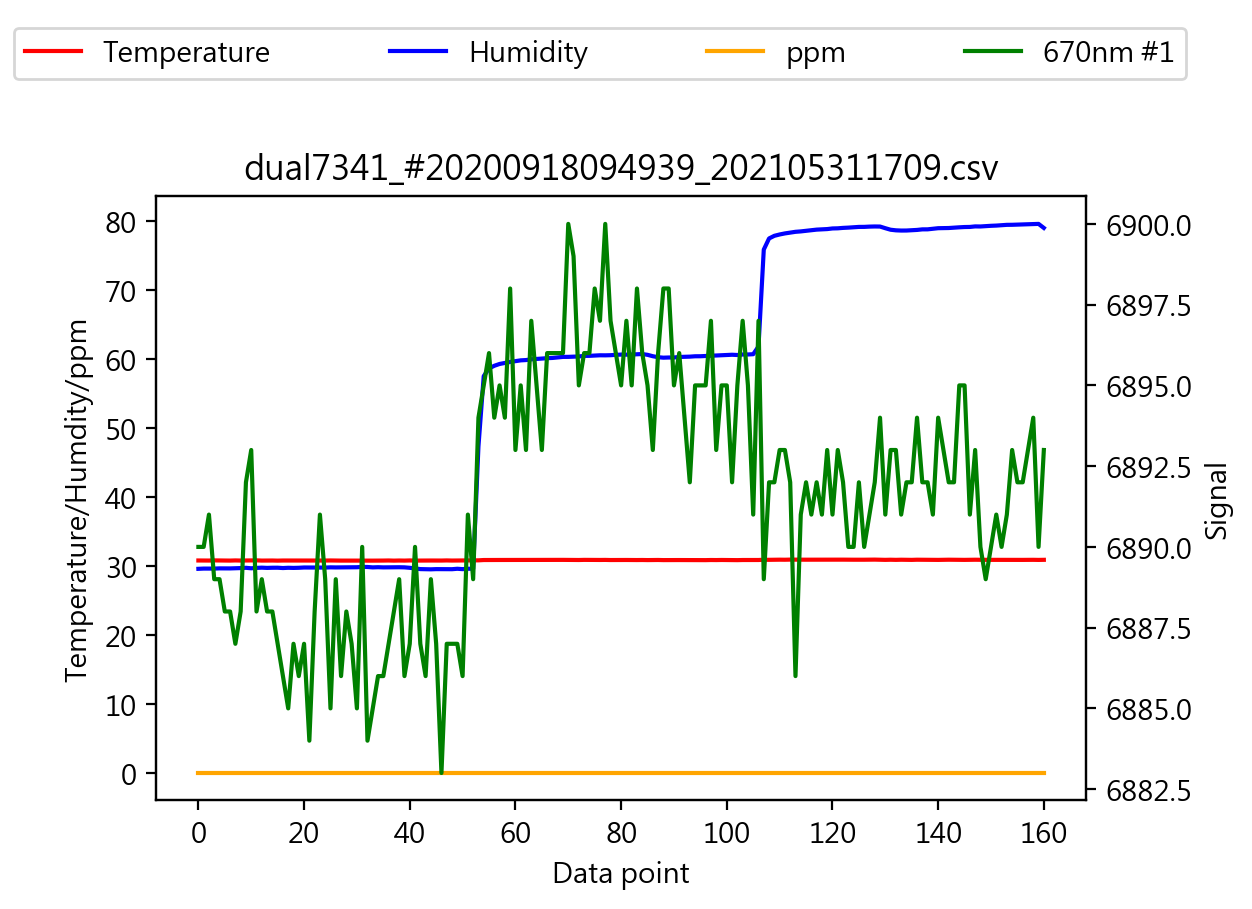 Temperature Humidity ppm 670nm #1
dual7341_#20200918094939_202105311709.csv
80
70
60
50
40
30
20
10
0
Temperature/Humdity/ppm
6900.0
6897.5
6895.0
6892.5
6890.0
6887.5
6885.0
6882.5
Signal
0 20 40 60 80 100 120 140 160
Data point